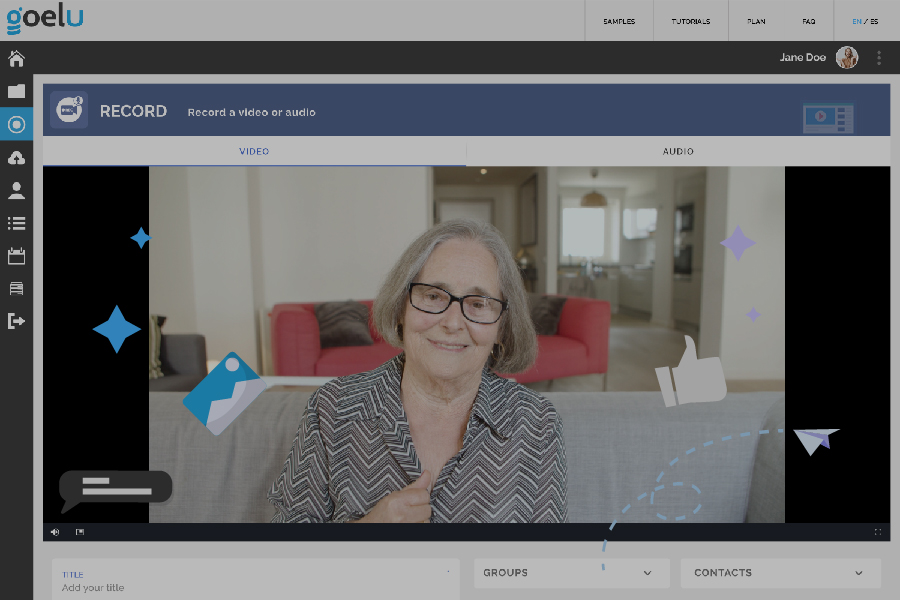 goelu
SAMPLES
TUTORIALS
PLAN
FAQ
EN / ES
Jane Doe
RECORD
Record a video or audio
VIDEO
AUDIO
TITLE
Add your title
GROUPS
CONTACTS